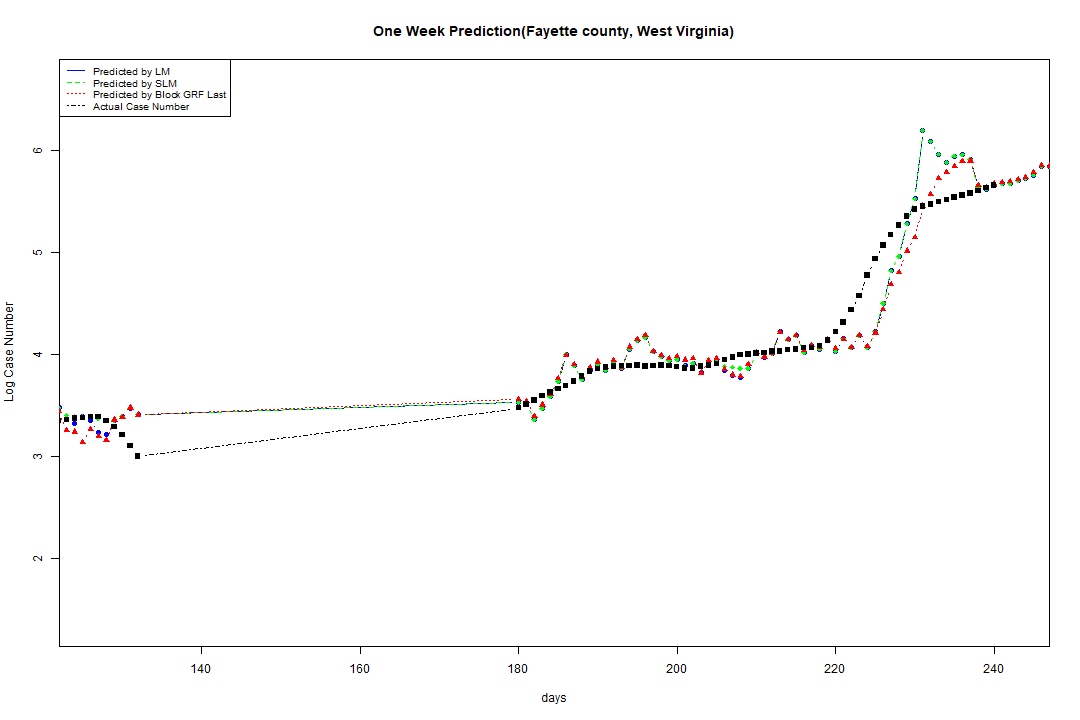 One Week Prediction(Fayette county, West Virginia)
Predicted by LM
Predicted by SLM
Predicted by Block GRF Last
Actual Case Number
6
5
4
3
2
Log Case Number
140 160 180 200 220 240
days